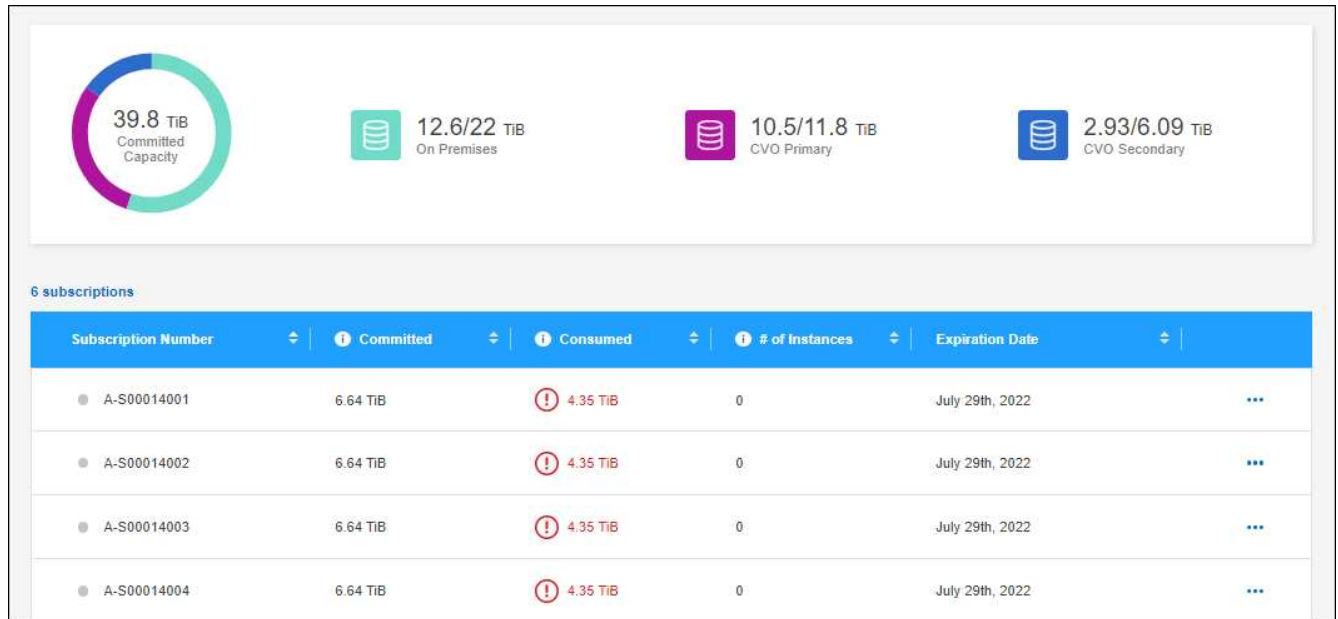 39.8 TiB
Committed
Capacity
12.6/22 TiB
On Premises
10.5/11.8 TiB
CVO Primary
2.93/6.09 TiB
CVO Secondary
6 subscriptions
Subscription Number Committed Consumed # of Instances Expiration Date
A-S00014001 6.64 TiB 4.35 TiB 0 July 29th, 2022
A-S00014002 6.64 TiB 4.35 TiB 0 July 29th, 2022
A-S00014003 6.64 TiB 4.35 TiB 0 July 29th, 2022
A-S00014004 6.64 TiB 4.35 TiB 0 July 29th, 2022